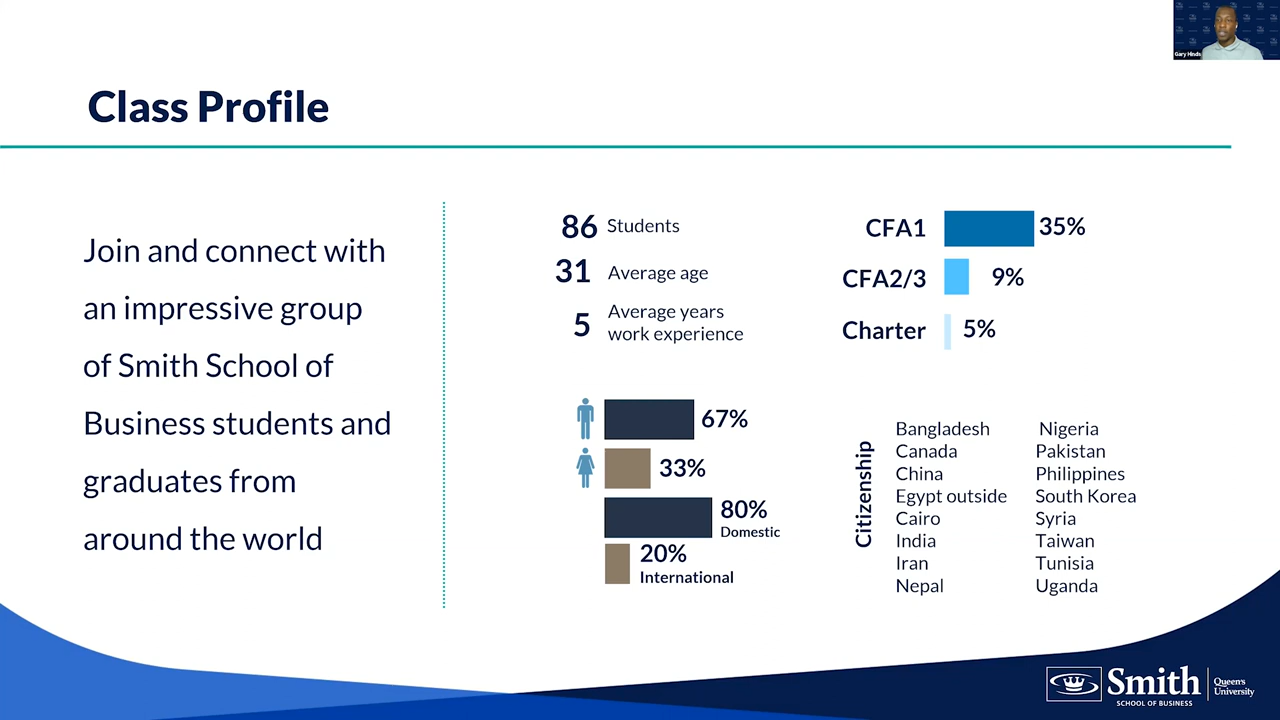 Gary Hinds
Class Profile
Join and connect with
an impressive group
of Smith School of
Business students and
graduates from
around the world
86 Students
31 Average age
5 Average years
work experience
67%
33%
80%
Domestic
20%
International
CFA1 35%
CFA2/3 9%
Charter 5%
Citizenship
Bangladesh
Canada
China
Egypt outside
Cairo
India
Iran
Nepal
Nigeria
Pakistan
Philippines
South Korea
Syria
Taiwan
Tunisia
Uganda
Smith
SCHOOL OF BUSINESS
Queen's
University